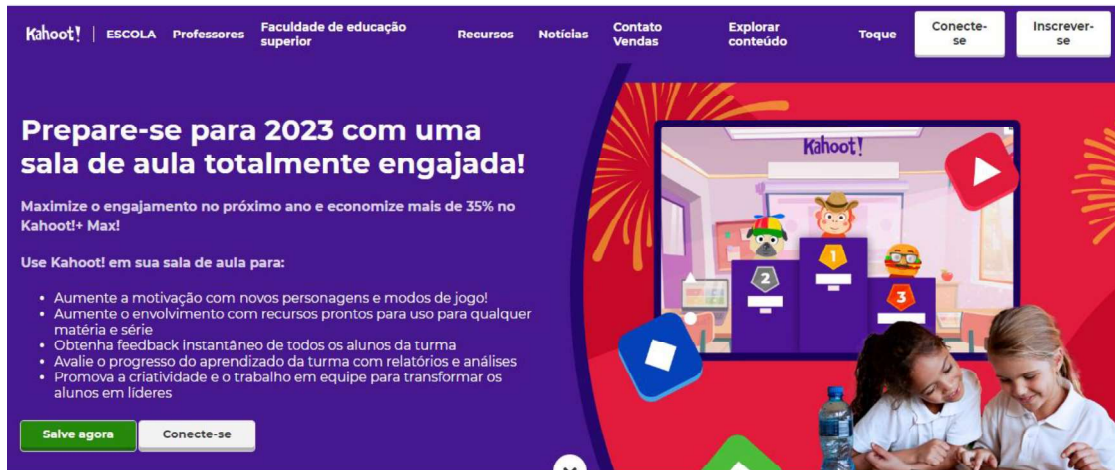 Kahoot! | ESCOLA Professores Faculdade de educação superior Recursos Notícias Contato Vendas Explorar conteúdo Toque Conecte-se Inscrever-se
Prepare-se para 2023 com uma
sala de aula totalmente engajada!
Maximize o engajamento no próximo ano e economize mais de 35% no
Kahoot!+ Max!
Use Kahoot! em sua sala de aula para:
• Aumente a motivação com novos personagens e modos de jogo!
• Aumente o envolvimento com recursos prontos para uso para qualquer
matéria e série
• Obtenha feedback instantâneo de todos os alunos da turma
• Avalie o progresso do aprendizado da turma com relatórios e análises
• Promova a criatividade e o trabalho em equipe para transformar os
alunos em líderes
Salve agora Conecte-se
Kahoot!
1
2
3